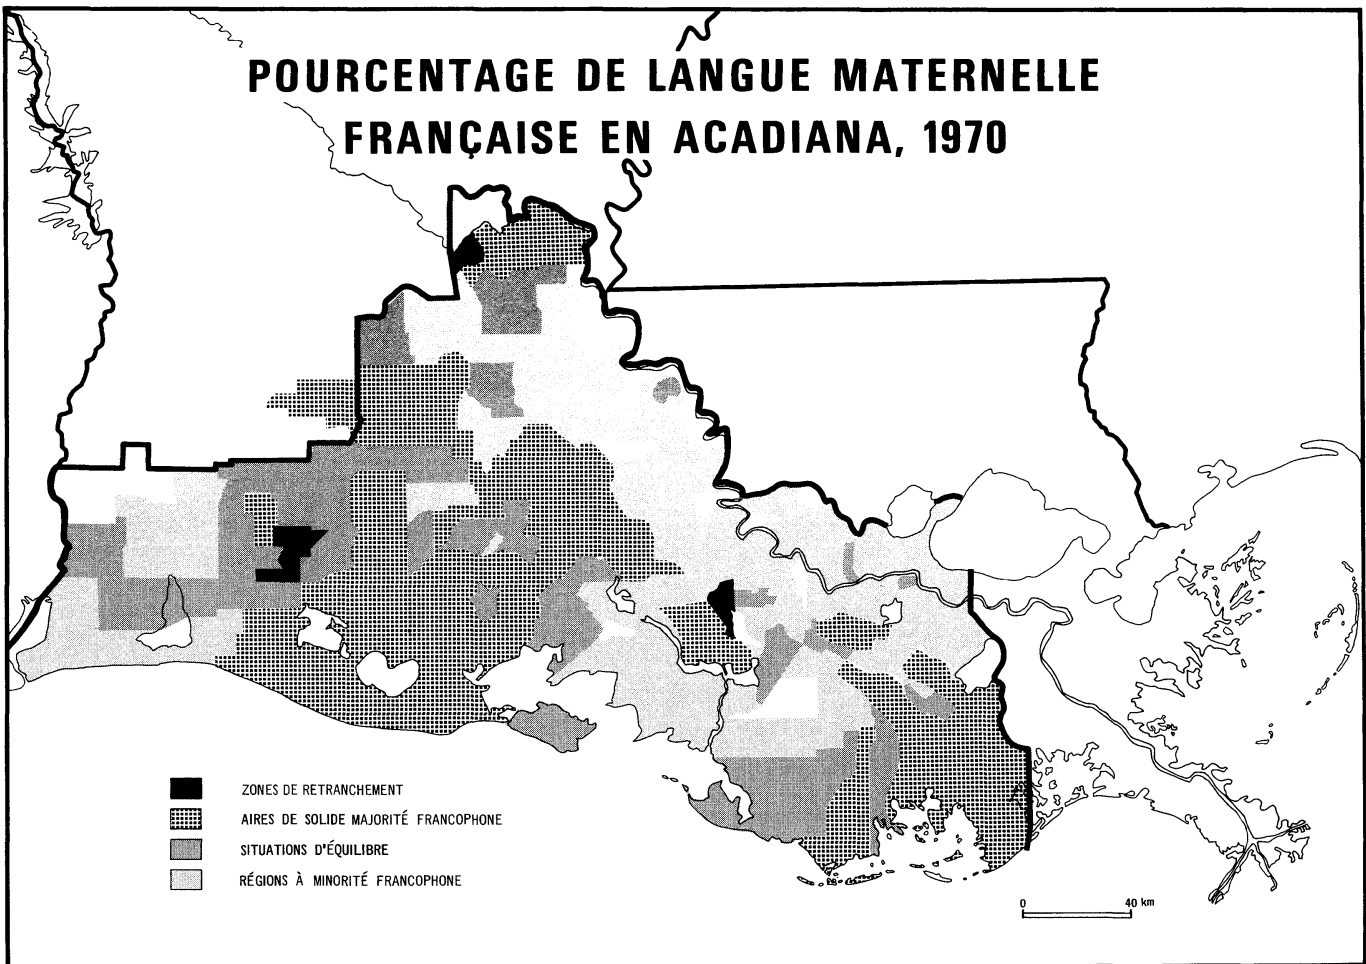 POURCENTAGE DE LANGUE MATERNELLE
FRANÇAISE EN ACADIANA, 1970
ZONES DE RETRANCHEMENT
AIRES DE SOLIDE MAJORITÉ FRANCOPHONE
SITUATIONS D'ÉQUILIBRE
RÉGIONS À MINORITÉ FRANCOPHONE
0 40 km